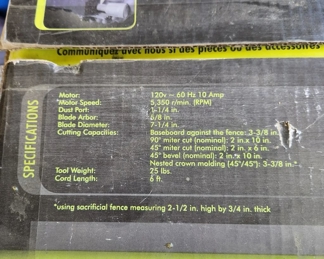 Communiquez avec nous si des pièces ou des accessoires
SPECIFICATIONS
Motor: 120v ~ 60 Hz 10 Amp
*Motor Speed: 5,350 r/min. (RPM)
Dust Port: 1-1/4 in.
Blade Arbor: 5/8 in.
Blade Diameter: 7-1/4 in.
Cutting Capacities: Baseboard against the fence: 3-3/8 in.
90° miter cut (nominal): 2 in x 10 in.
45° miter cut (nominal): 2 in. x 6 in.
45° bevel (nominal): 2 in. x 10 in.
Nested crown molding (45°/45°): 3-3/8 in.*
Tool Weight: 25 lbs.
Cord Length: 6 ft.
*using sacrificial fence measuring 2-1/2 in. high by 3/4 in. thick